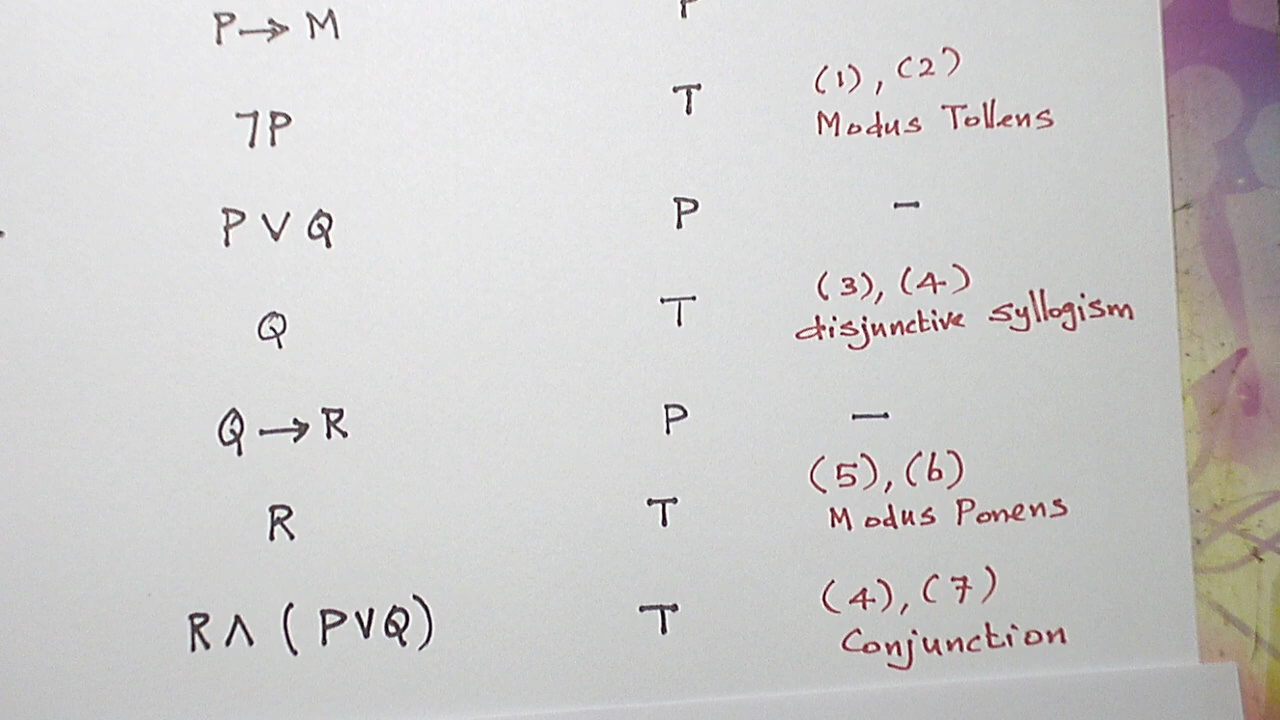 P→M P
¬P T (1), (2)
Modus Tollens
P ∨ Q P –
Q T (3), (4)
disjunctive syllogism
Q→R P –
R T (5), (6)
Modus Ponens
R ∧ (P∨Q) T (4), (7)
Conjunction